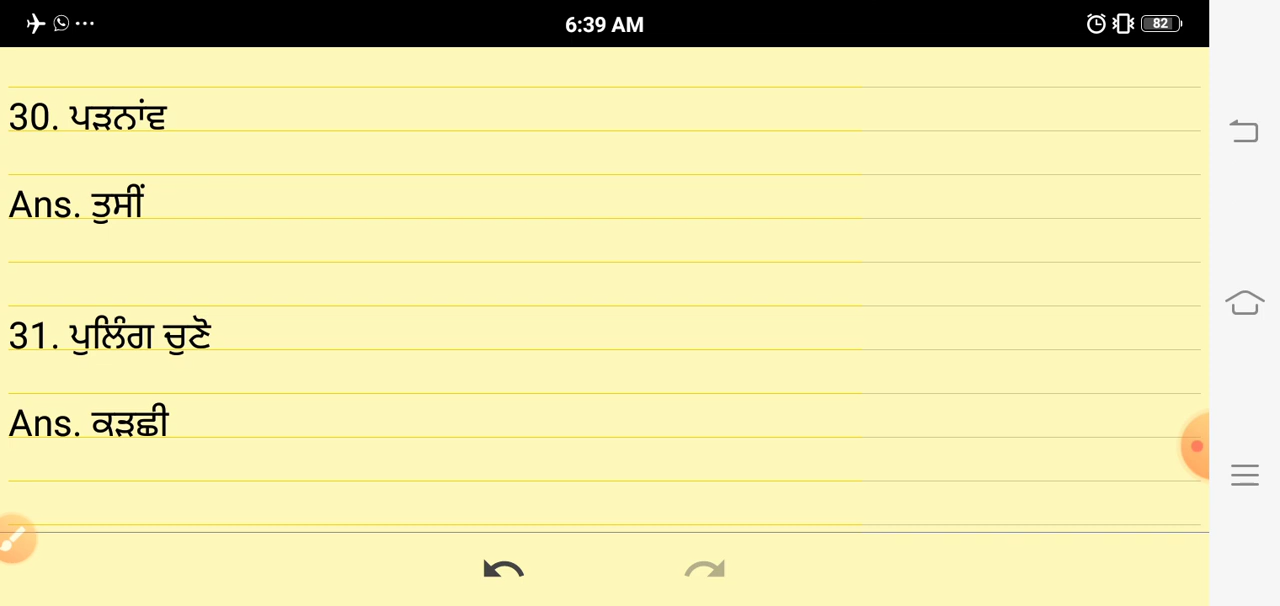 6:39 AM
82
30. ਪੜਨਾਂਵ
Ans. ਤੁਸੀਂ
31. ਪੁਲਿੰਗ ਚੁਣੋ
Ans. ਕੜਛੀ